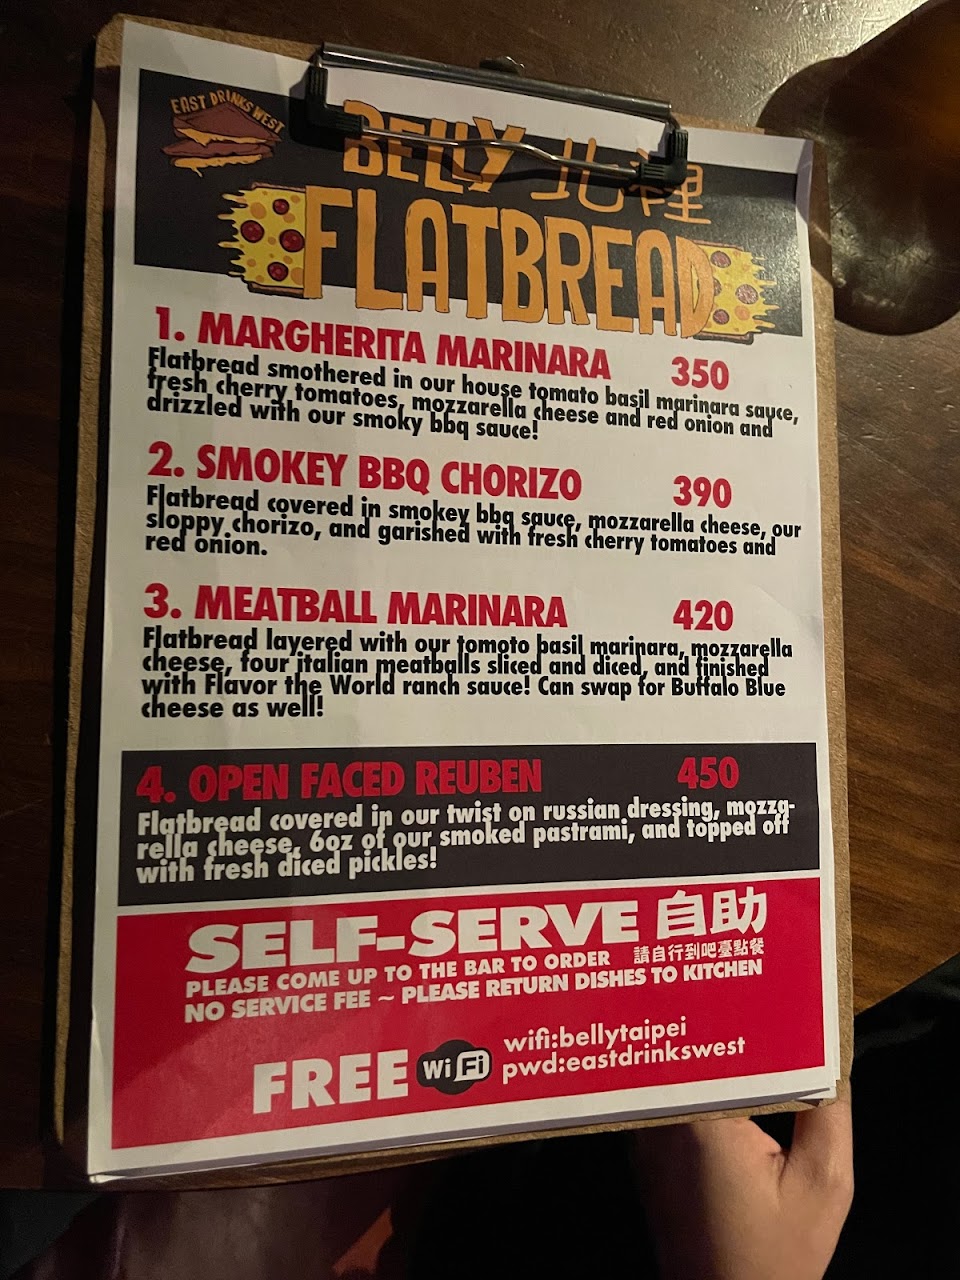 EAST DRINKS WEST
BELLY 北裡
FLATBREAD
1. MARGHERITA MARINARA 350
Flatbread smothered in our house tomato basil marinara sauce,
fresh cherry tomatoes, mozzarella cheese and red onion and
drizzled with our smoky bbq sauce!
2. SMOKEY BBQ CHORIZO 390
Flatbread covered in smokey bbq sauce, mozzarella cheese, our
sloppy chorizo, and garished with fresh cherry tomatoes and
red onion.
3. MEATBALL MARINARA 420
Flatbread layered with our tomoto basil marinara, mozzarella
cheese, four italian meatballs sliced and diced, and finished
with Flavor the World ranch sauce! Can swap for Buffalo Blue
cheese as well!
4. OPEN FACED REUBEN 450
Flatbread covered in our twist on russian dressing, mozza-
rella cheese, 6oz of our smoked pastrami, and topped off
with fresh diced pickles!
SELF-SERVE 自助
PLEASE COME UP TO THE BAR TO ORDER 請自行到吧臺點餐
NO SERVICE FEE ~ PLEASE RETURN DISHES TO KITCHEN
FREE WiFi
wifi:bellytaipei
pwd:eastdrinkswest